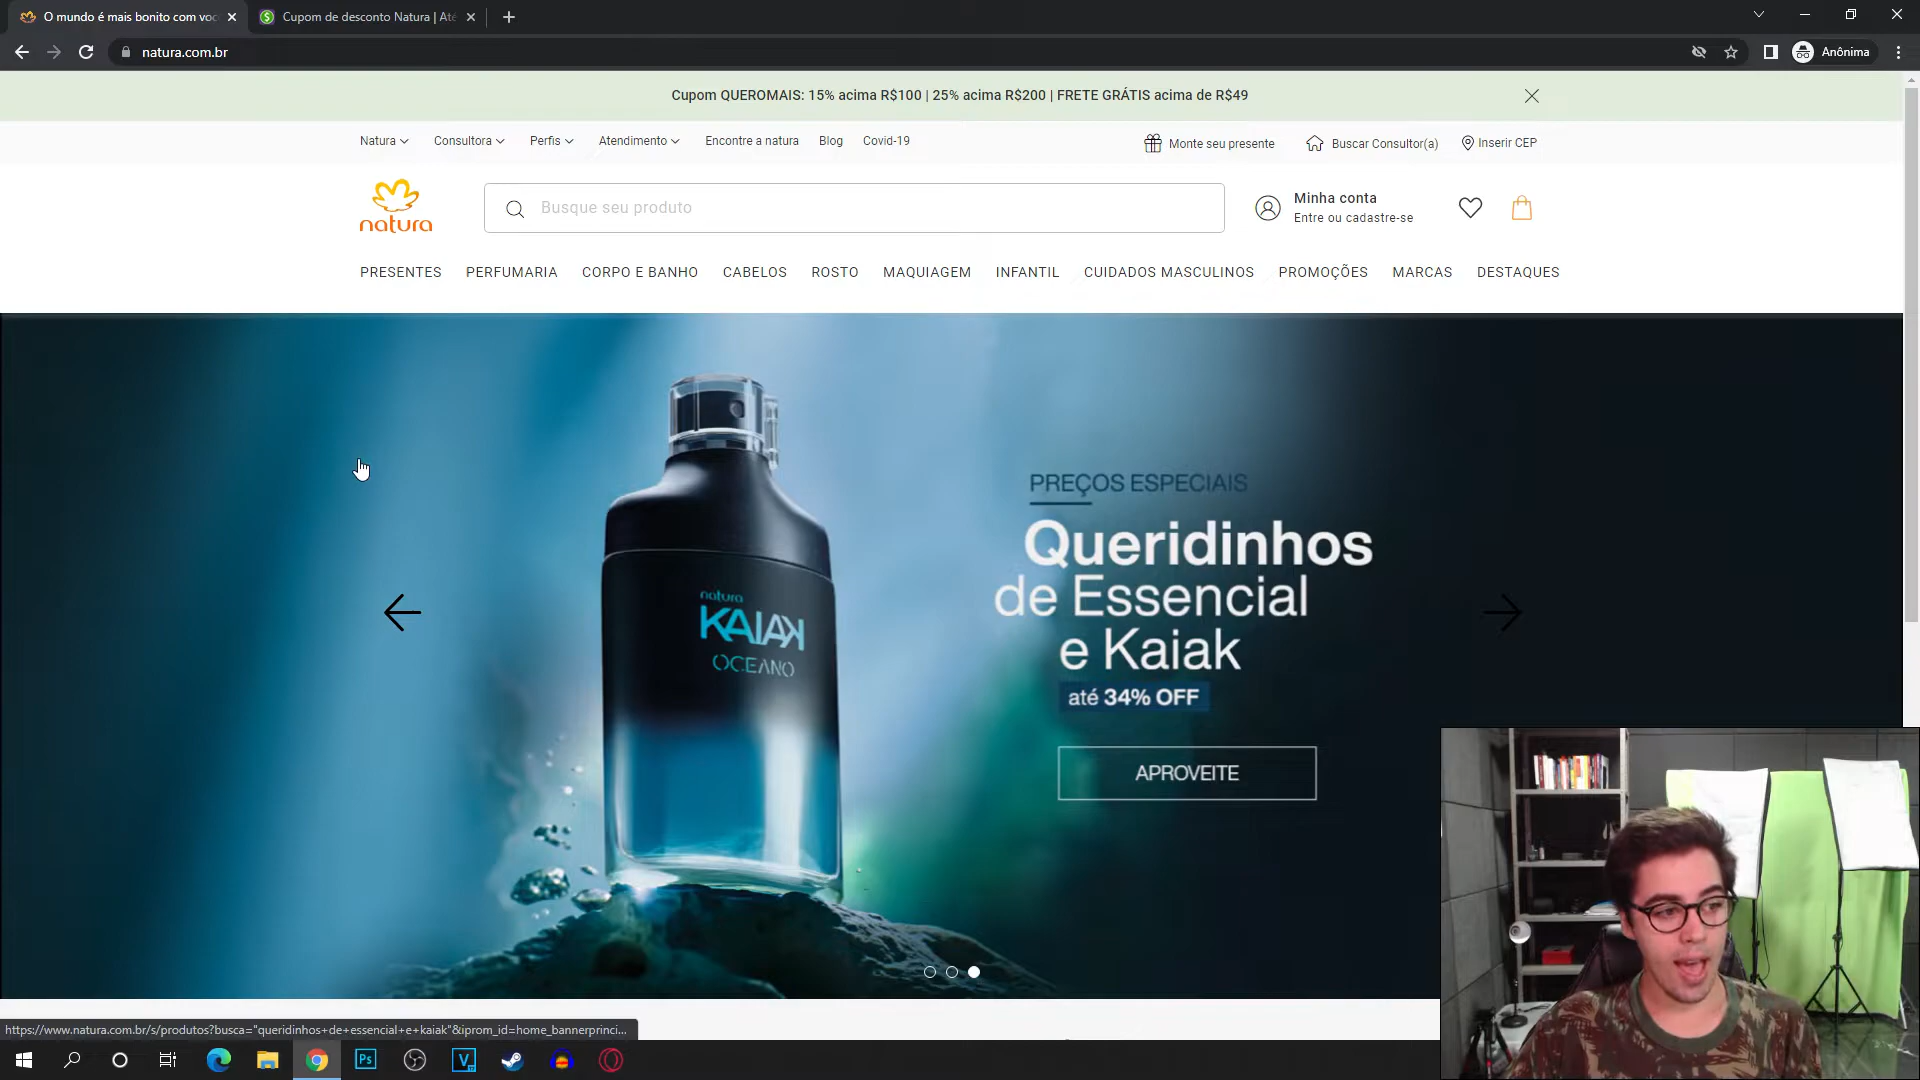 O mundo é mais bonito com voc
Cupom de desconto Natura | Até
natura.com.br
Anônima
Cupom QUEROMAIS: 15% acima R$100 | 25% acima R$200 | FRETE GRÁTIS acima de R$49
Natura Consultora Perfis Atendimento Encontre a natura Blog Covid-19 Monte seu presente Buscar Consultor(a) Inserir CEP
natura
Busque seu produto
Minha conta
Entre ou cadastre-se
PRESENTES PERFUMARIA CORPO E BANHO CABELOS ROSTO MAQUIAGEM INFANTIL CUIDADOS MASCULINOS PROMOÇÕES MARCAS DESTAQUES
PREÇOS ESPECIAIS
Queridinhos
de Essencial
e Kaiak
até 34% OFF
APROVEITE
natura
KAIAK
OCEANO
https://www.natura.com.br/s/produtos?busca="queridinhos+de+essencial+e+kaiak"&iprom_id=home_bannerprinci...
Ps
V